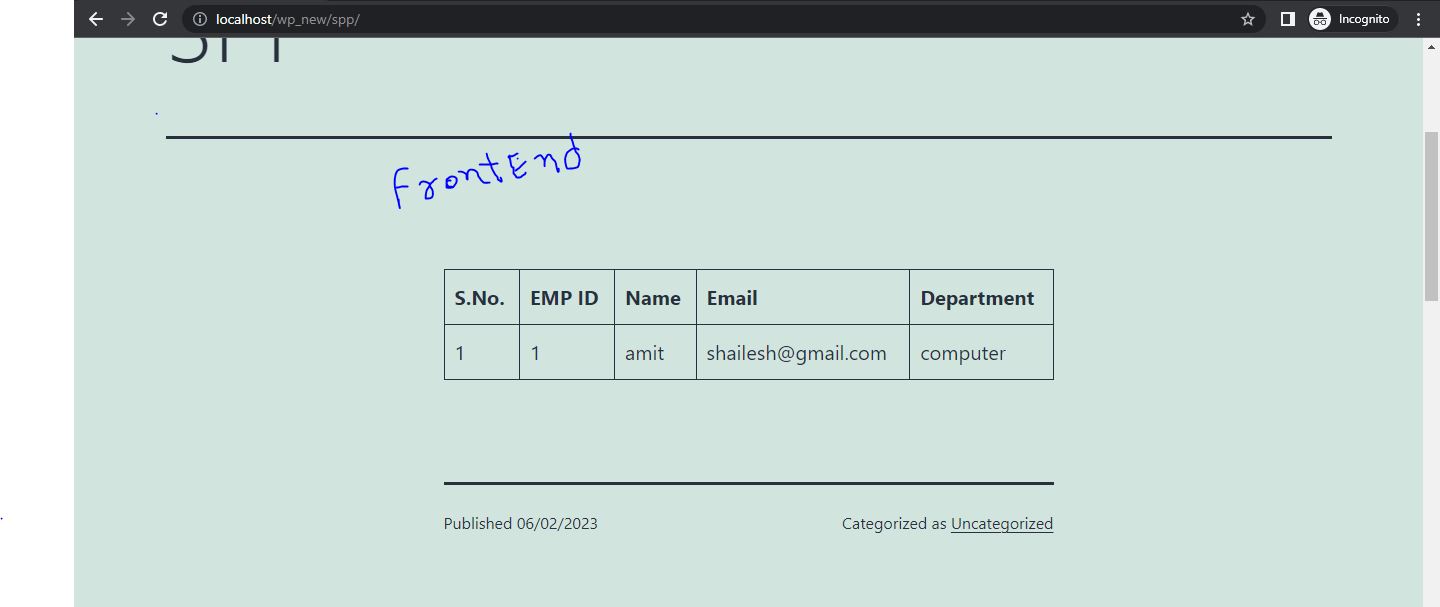 localhost/wp_new/spp/
Incognito
FrontEnd
S.No. EMP ID Name Email Department
1 1 amit shailesh@gmail.com computer
Published 06/02/2023 Categorized as Uncategorized